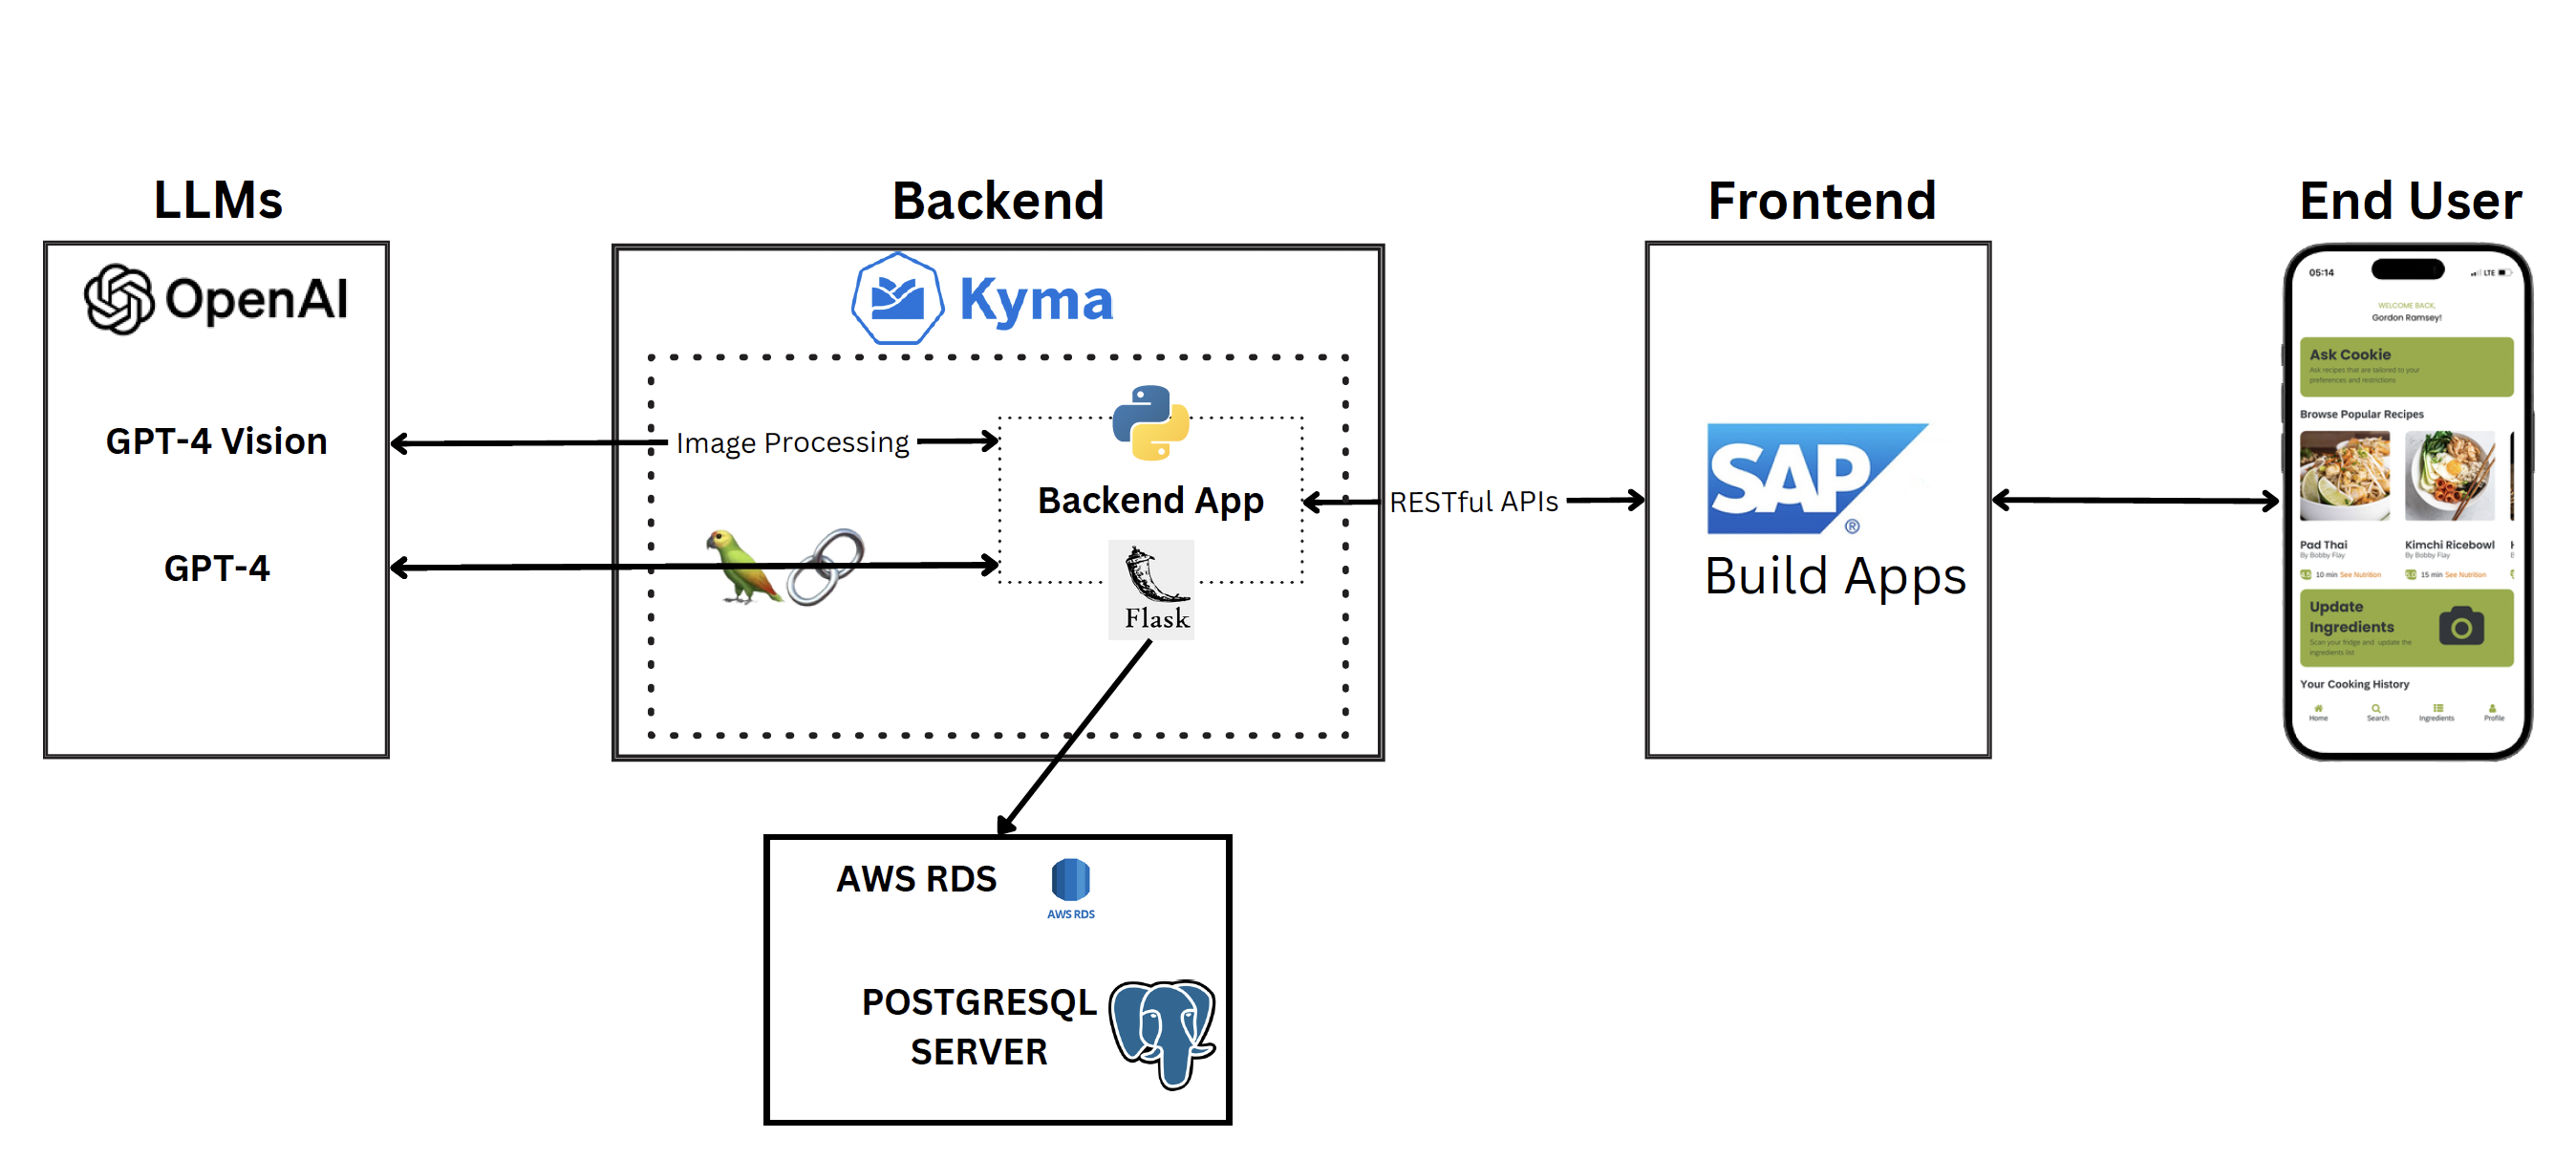 LLMs
OpenAI
GPT-4 Vision
GPT-4
Backend
Kyma
Image Processing
Backend App
Flask
RESTful APIs
AWS RDS
AWS RDS
POSTGRESQL
SERVER
Frontend
SAP
®
Build Apps
End User
05:14
LTE
WELCOME BACK,
Gordon Ramsey!
Ask Cookie
Ask recipes that are tailored to your
preferences and restrictions
Browse Popular Recipes
Pad Thai
By Bobby Flay
10 min See Nutrition
Kimchi Ricebowl
By Bobby Flay
15 min See Nutrition
Update
Ingredients
Scan your fridge and update the
ingredients list
Your Cooking History
Home
Search
Ingredients
Profile